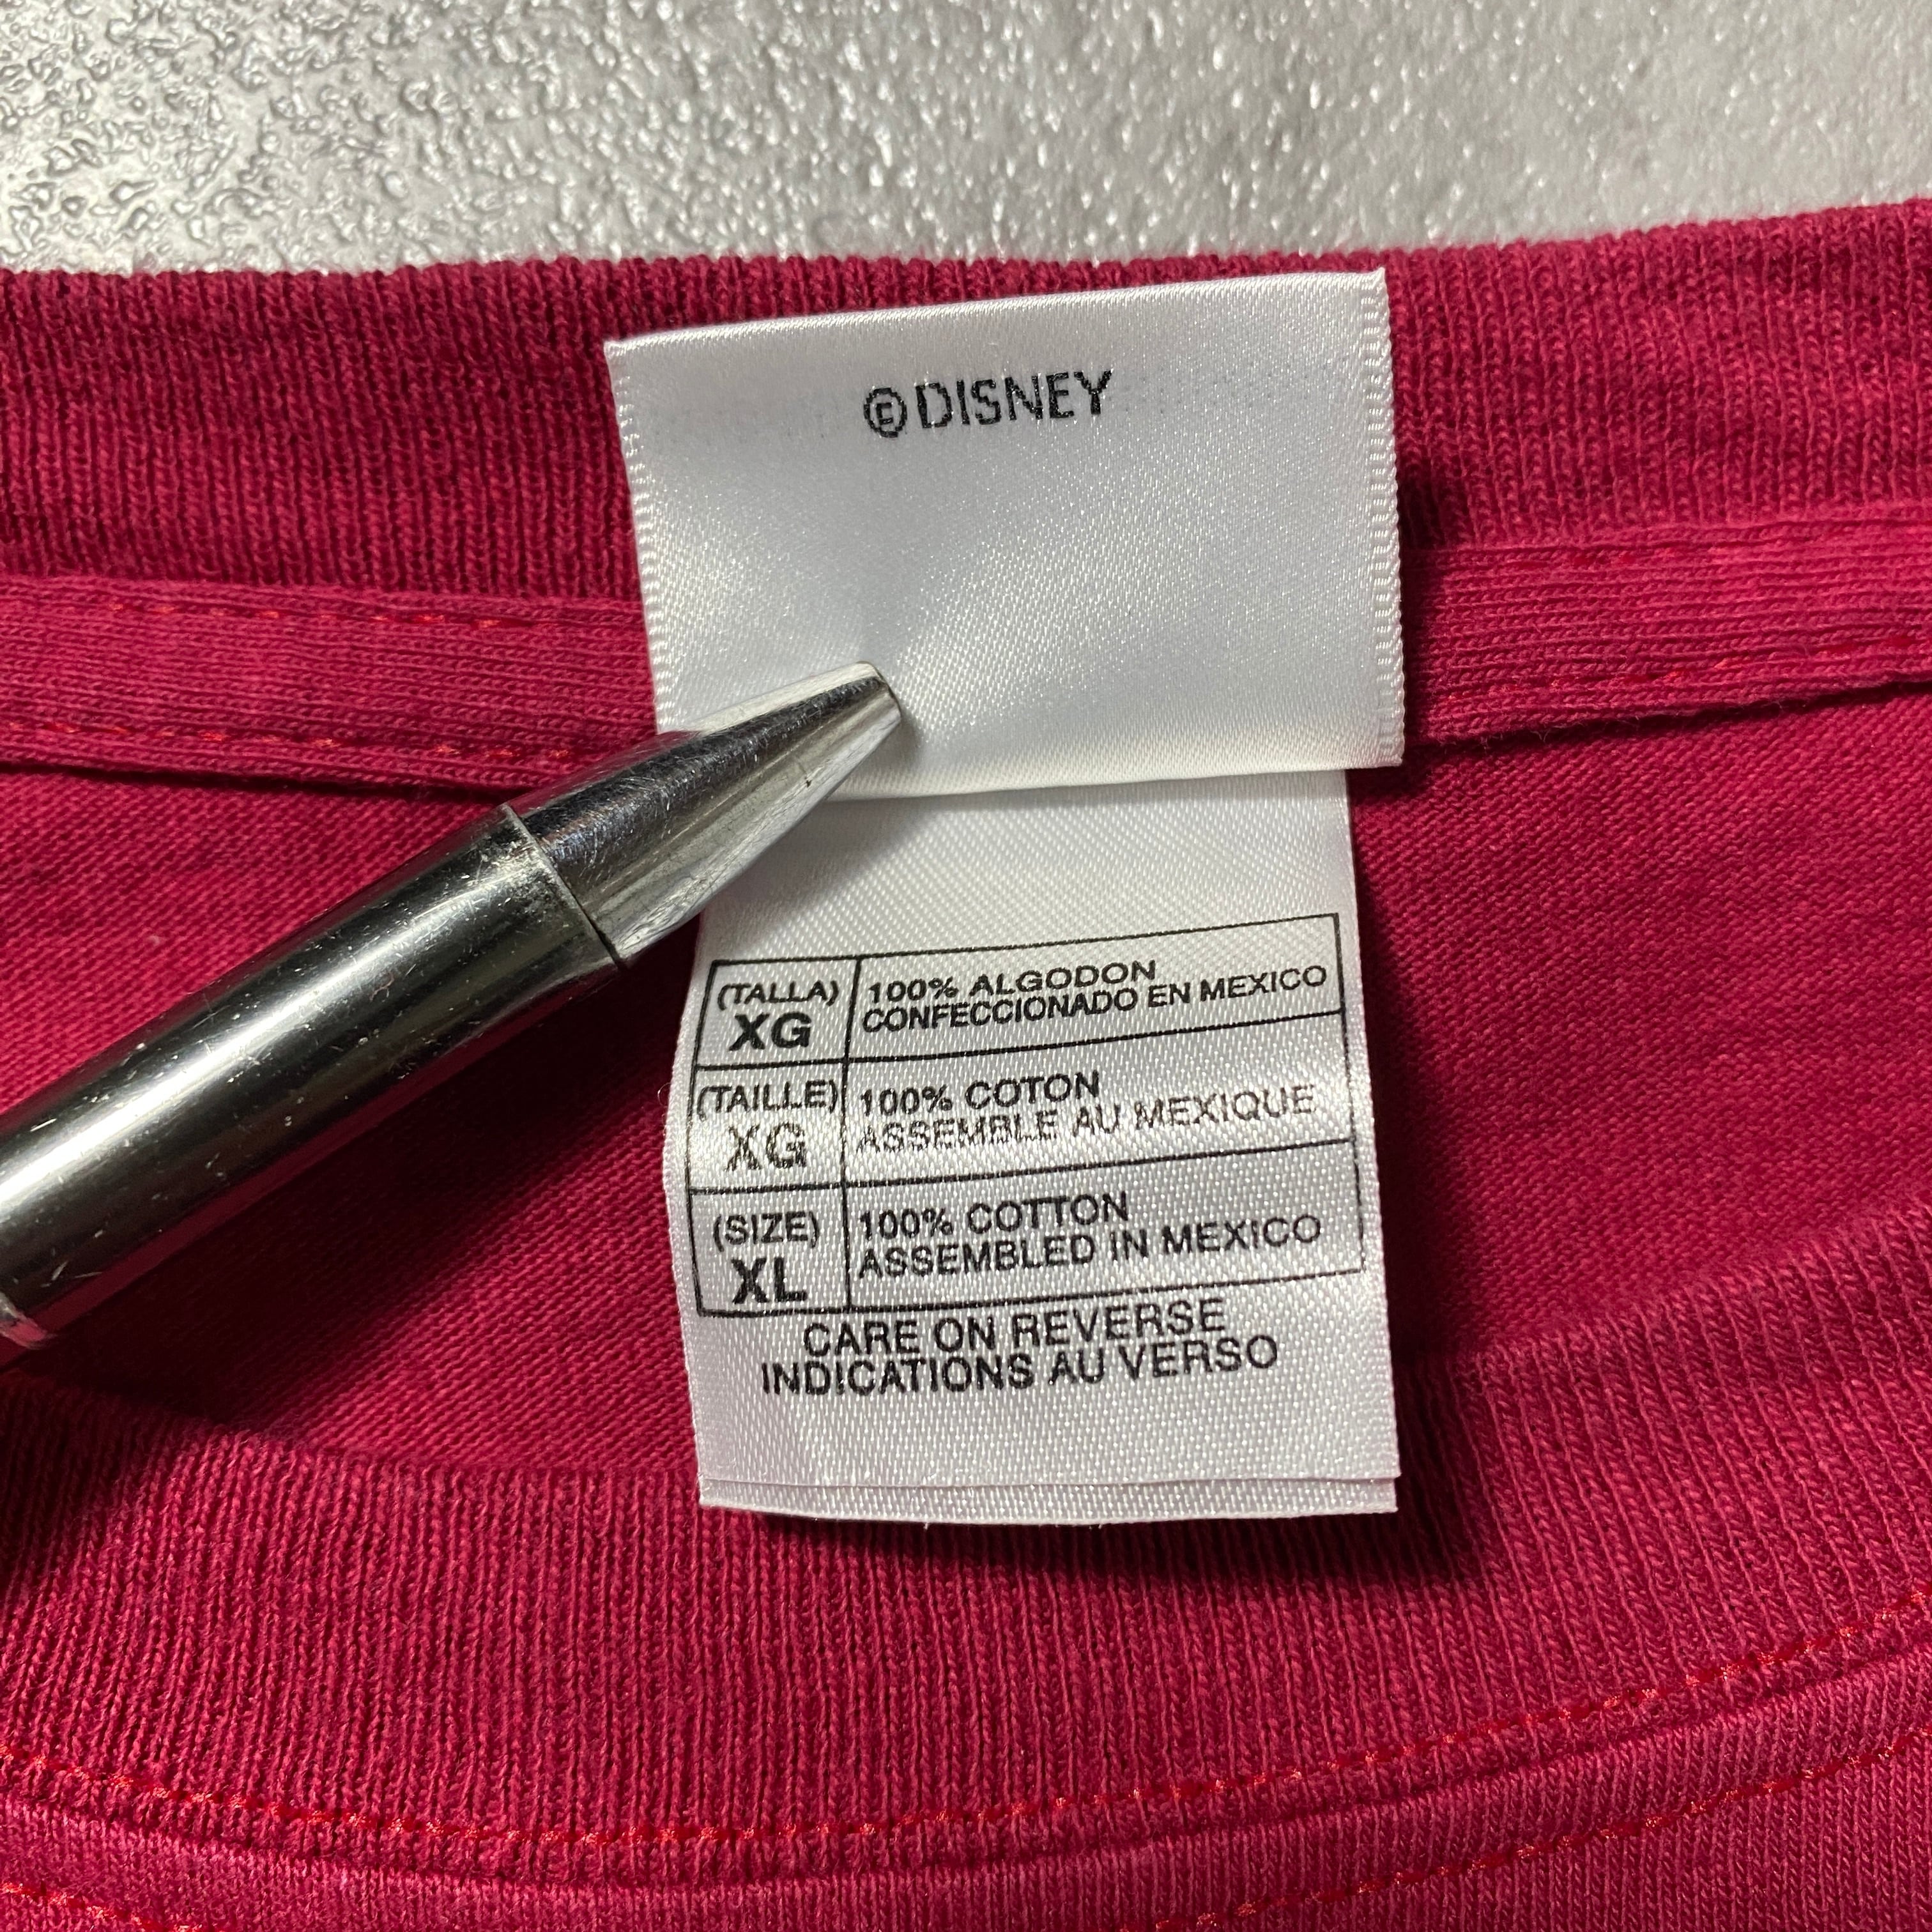 ©DISNEY
(TALLA)
XG
100% ALGODON
CONFECCIONADO EN MEXICO
(TAILLE)
XG
100% COTON
ASSEMBLE AU MEXIQUE
(SIZE)
XL
100% COTTON
ASSEMBLED IN MEXICO
CARE ON REVERSE
INDICATIONS AU VERSO